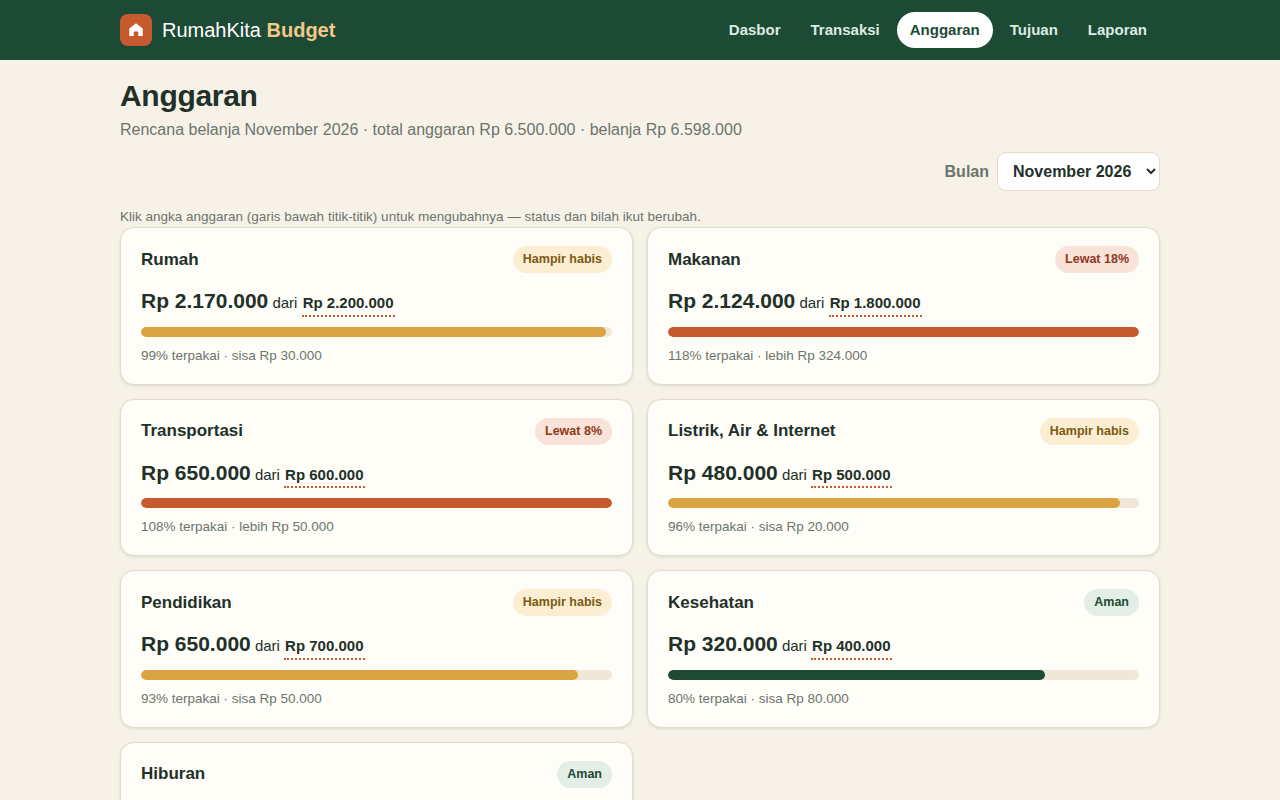 RumahKita Budget
Dasbor Transaksi Anggaran Tujuan Laporan
Anggaran
Rencana belanja November 2026 · total anggaran Rp 6.500.000 · belanja Rp 6.598.000
Bulan November 2026
Klik angka anggaran (garis bawah titik-titik) untuk mengubahnya — status dan bilah ikut berubah.
Rumah Hampir habis
Rp 2.170.000 dari Rp 2.200.000
99% terpakai · sisa Rp 30.000
Makanan Lewat 18%
Rp 2.124.000 dari Rp 1.800.000
118% terpakai · lebih Rp 324.000
Transportasi Lewat 8%
Rp 650.000 dari Rp 600.000
108% terpakai · lebih Rp 50.000
Listrik, Air & Internet Hampir habis
Rp 480.000 dari Rp 500.000
96% terpakai · sisa Rp 20.000
Pendidikan Hampir habis
Rp 650.000 dari Rp 700.000
93% terpakai · sisa Rp 50.000
Kesehatan Aman
Rp 320.000 dari Rp 400.000
80% terpakai · sisa Rp 80.000
Hiburan Aman